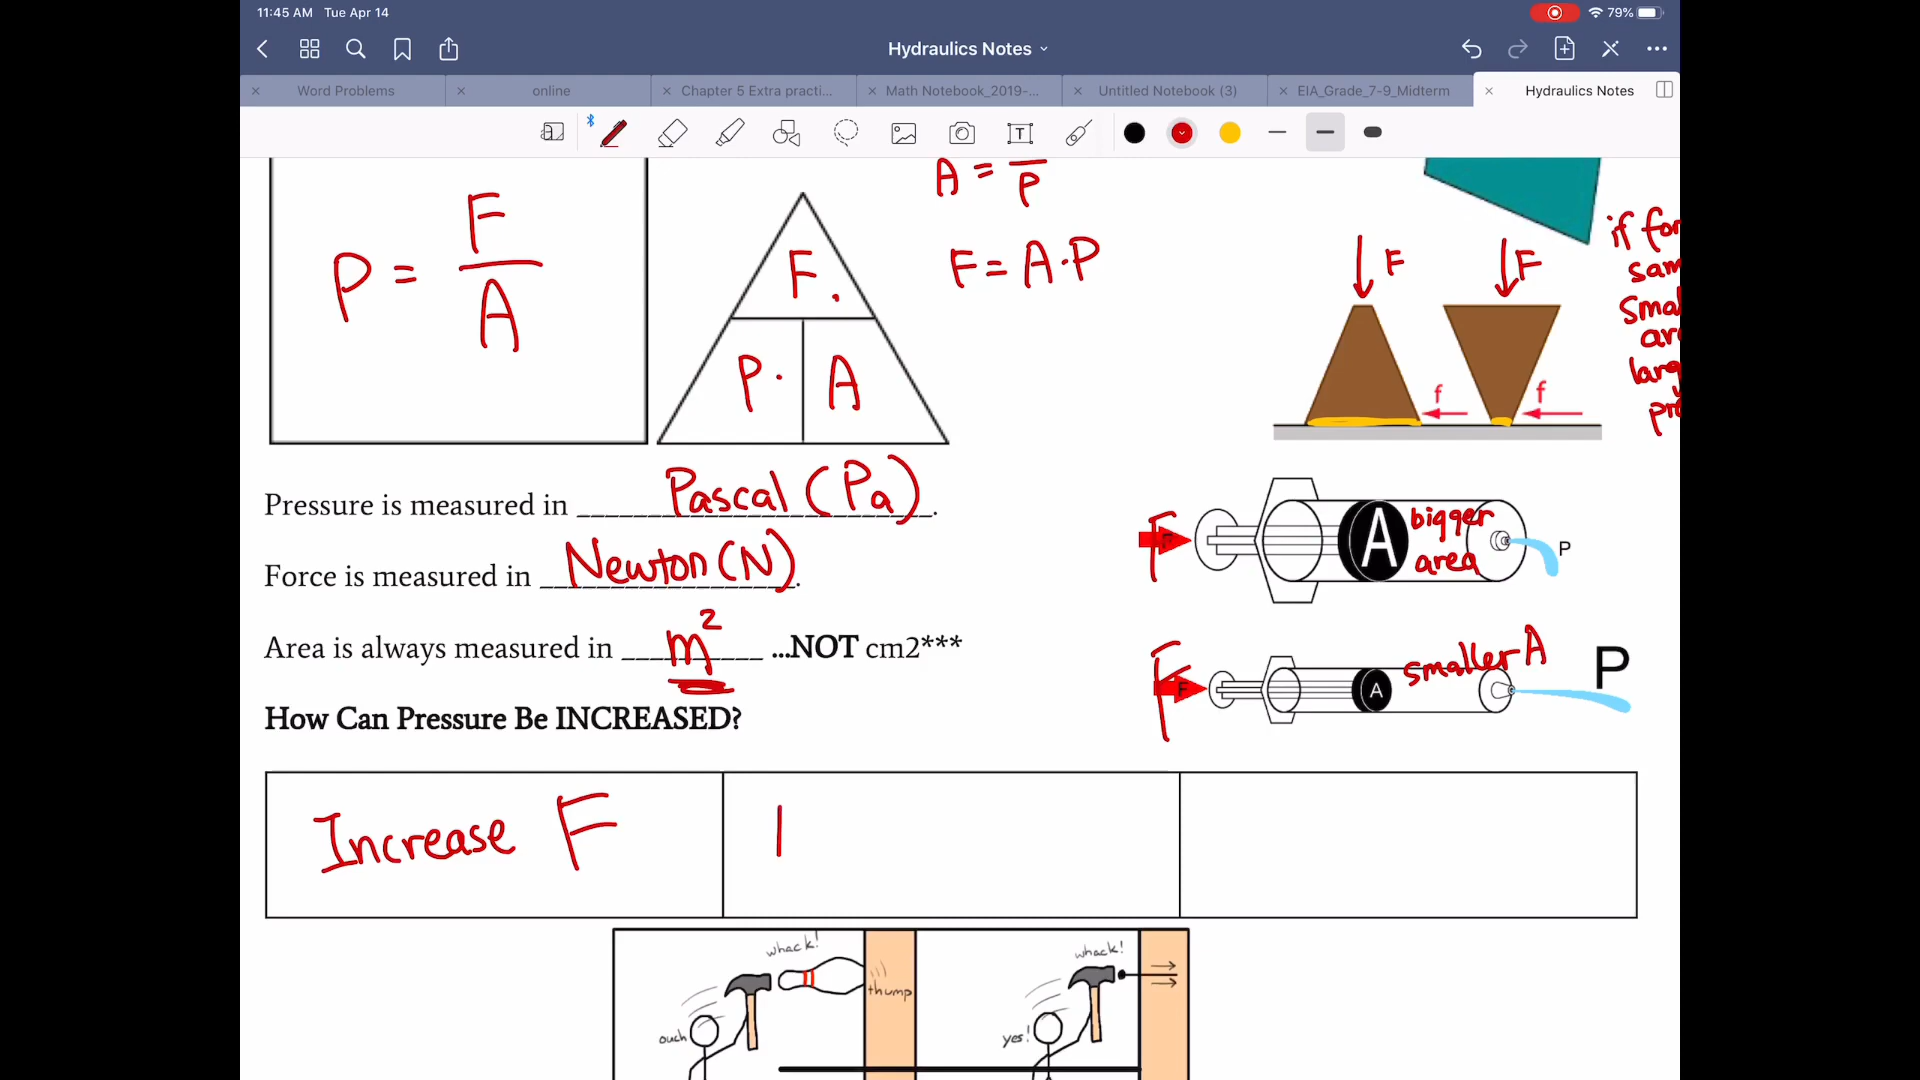 11:45 AM Tue Apr 14
79%
Hydraulics Notes
Word Problems
online
Chapter 5 Extra practi...
Math Notebook_2019-...
Untitled Notebook (3)
EIA_Grade_7-9_Midterm
Hydraulics Notes
T
P = F
A
F.
P. A
A =
P
F = A·P
F
F
f
f
if
Pressure is measured in Pascal (Pa).
Force is measured in Newton (N).
Area is always measured in m² ...NOT cm2***
F A bigger
area
P
F A smaller A
P
How Can Pressure Be INCREASED?
Increase F
I
whack!
thump
ouch
whack!
yes!